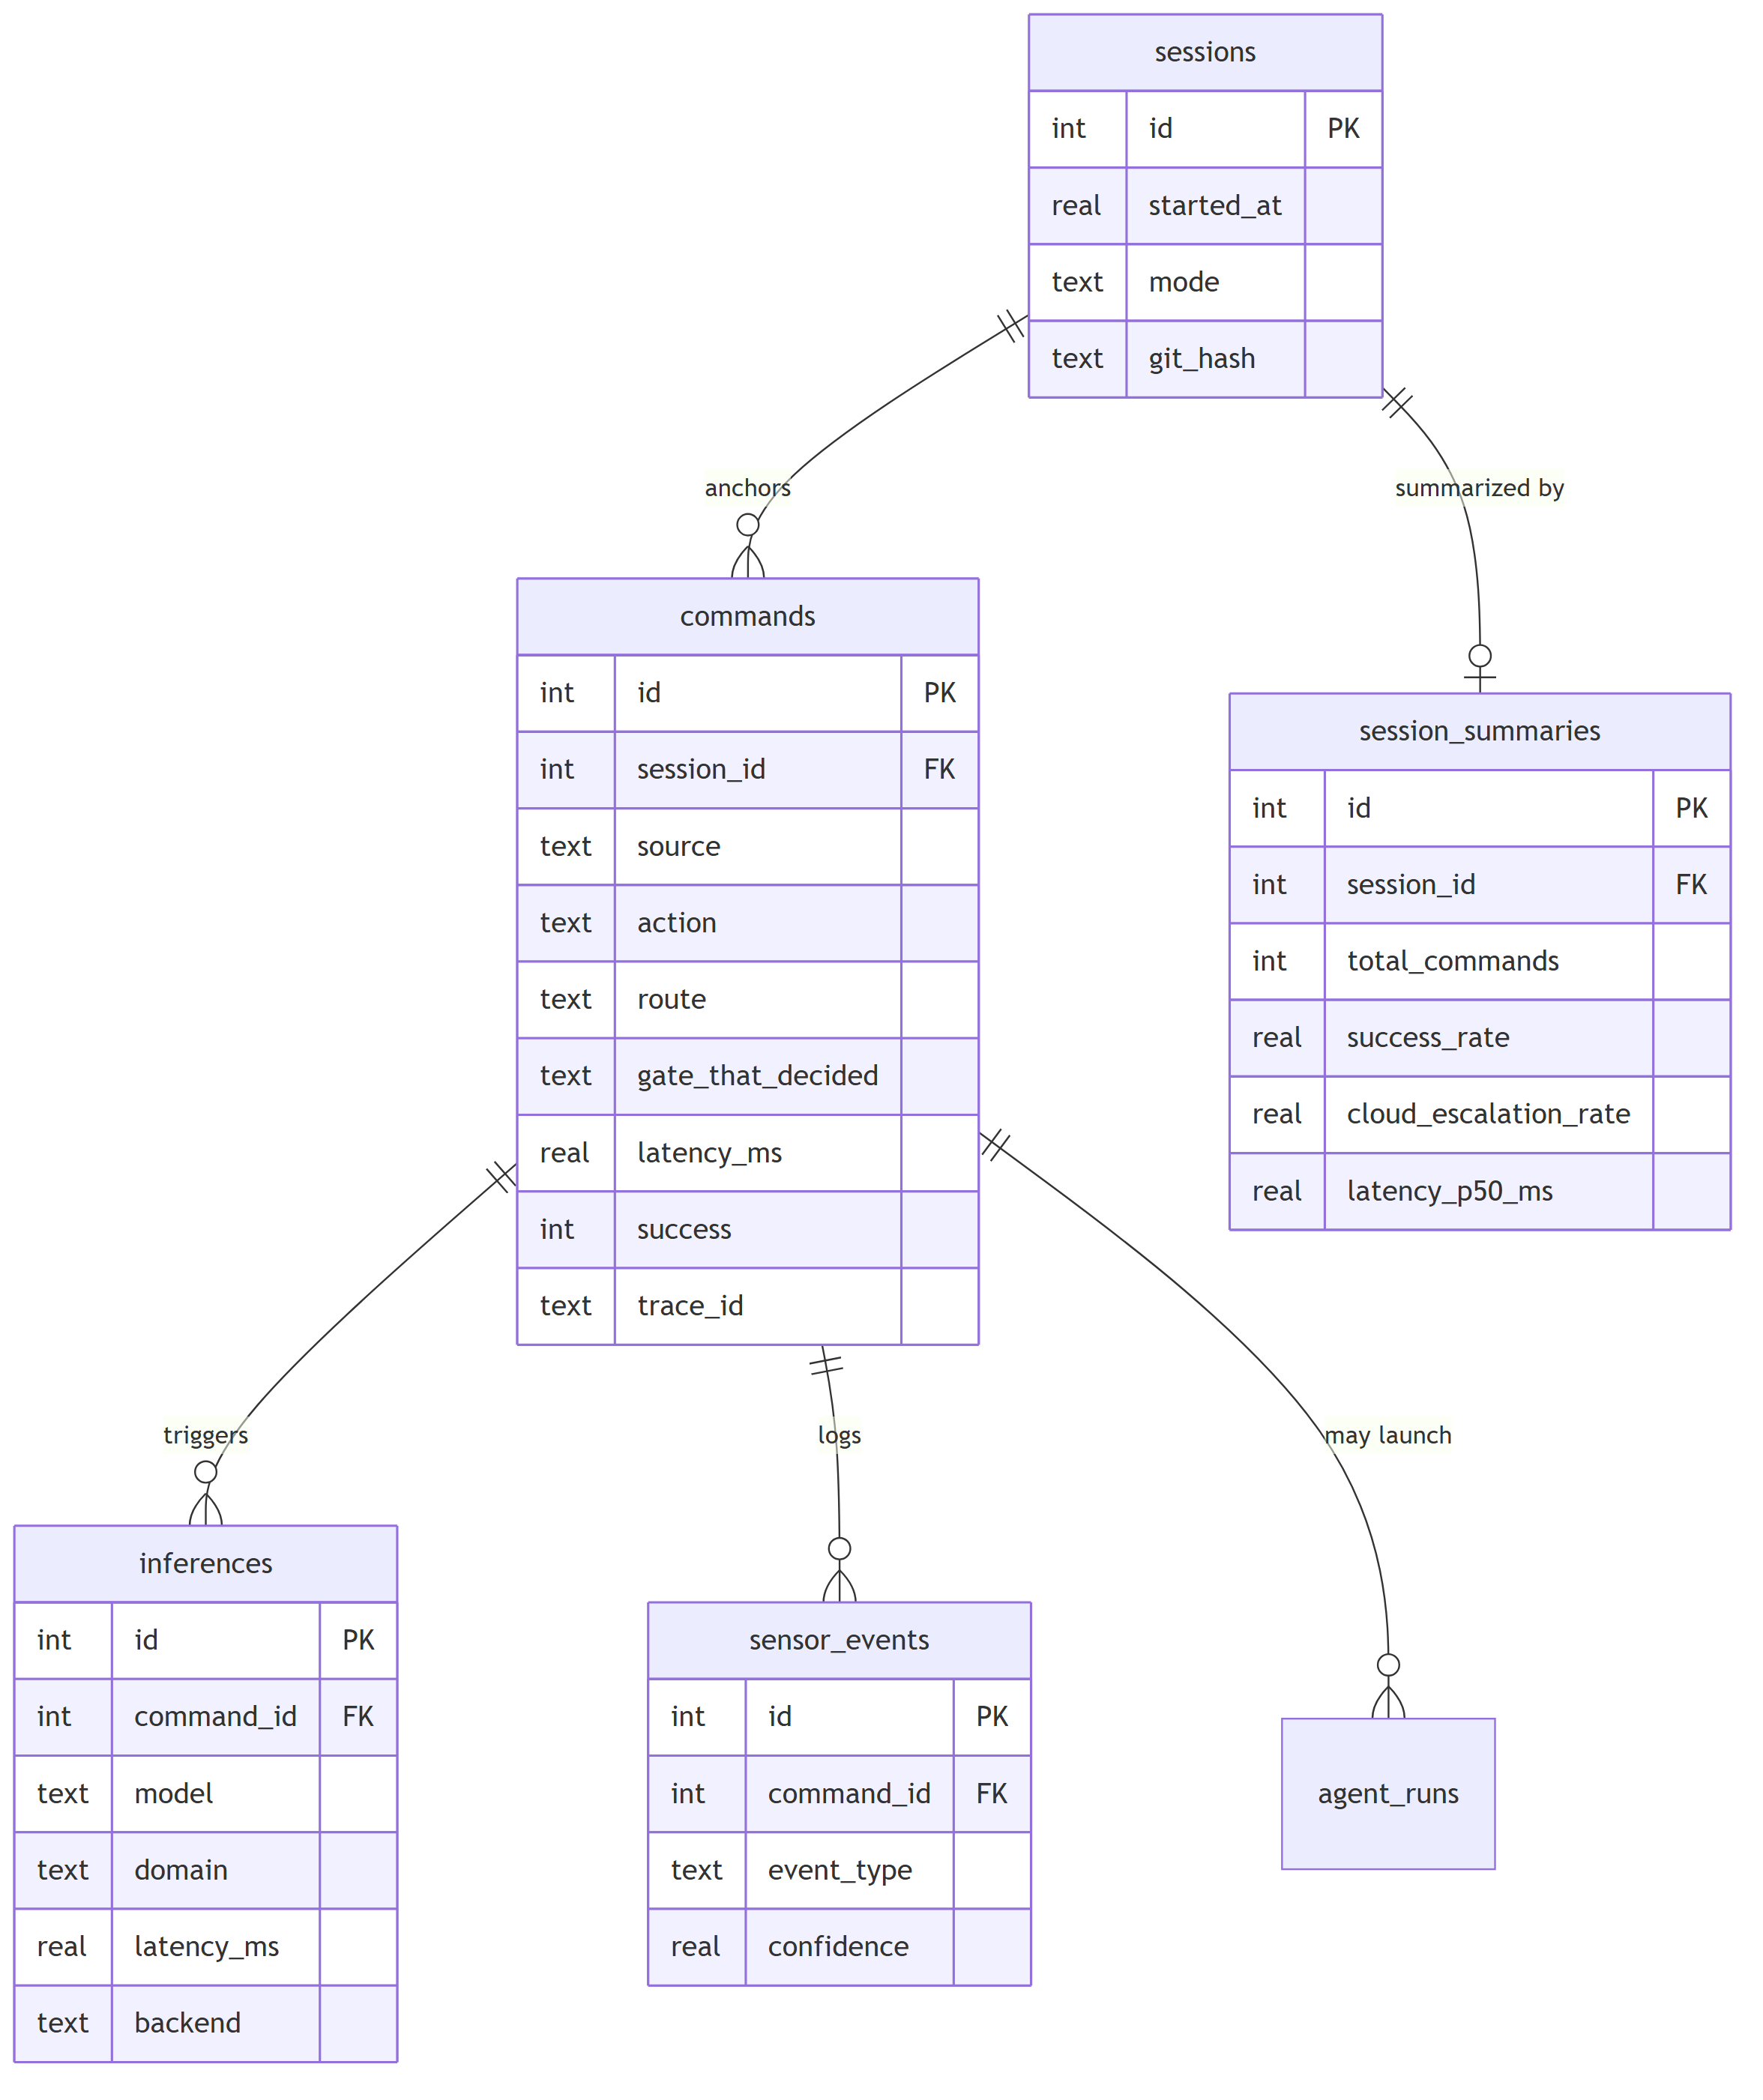 sessions
int id PK
real started_at
text mode
text git_hash
anchors
summarized by
commands
int id PK
int session_id FK
text source
text action
text route
text gate_that_decided
real latency_ms
int success
text trace_id
session_summaries
int id PK
int session_id FK
int total_commands
real success_rate
real cloud_escalation_rate
real latency_p50_ms
triggers
logs
may launch
inferences
int id PK
int command_id FK
text model
text domain
real latency_ms
text backend
sensor_events
int id PK
int command_id FK
text event_type
real confidence
agent_runs